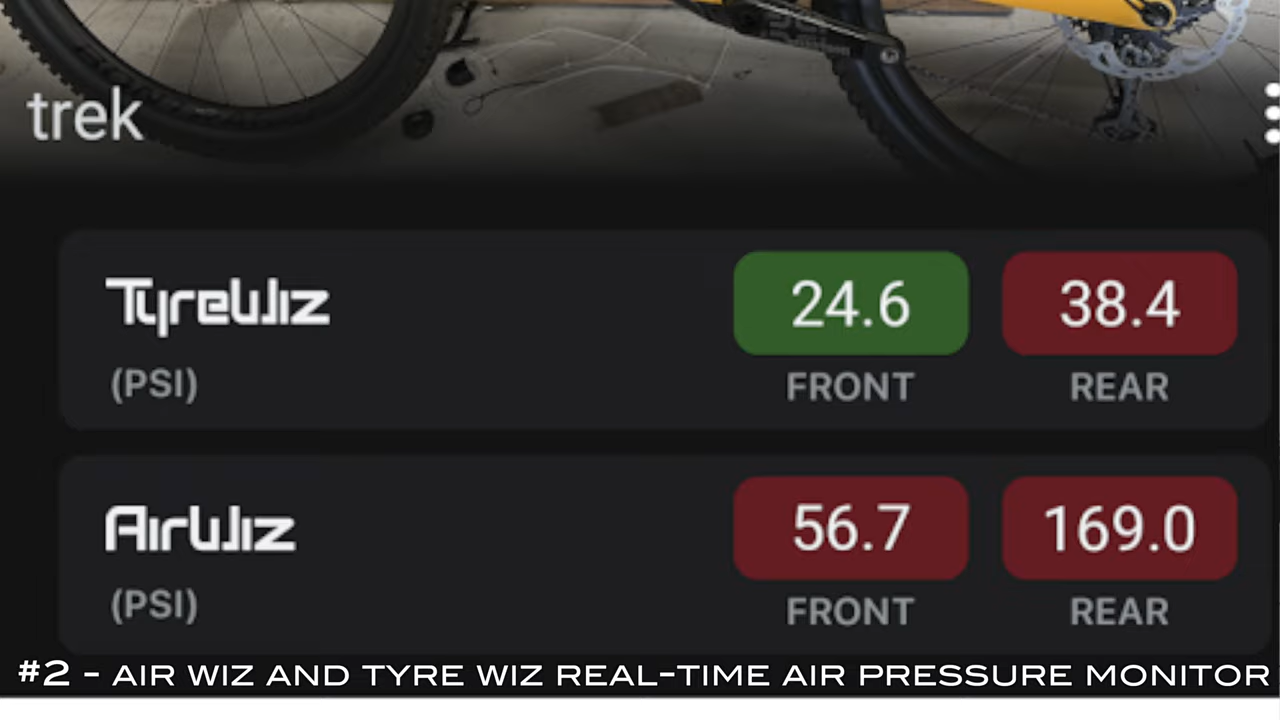 trek
TyreWiz
24.6
38.4
(PSI)
FRONT
REAR
AirWiz
56.7
169.0
(PSI)
FRONT
REAR
#2 - AIR WIZ AND TYRE WIZ REAL-TIME AIR PRESSURE MONITOR